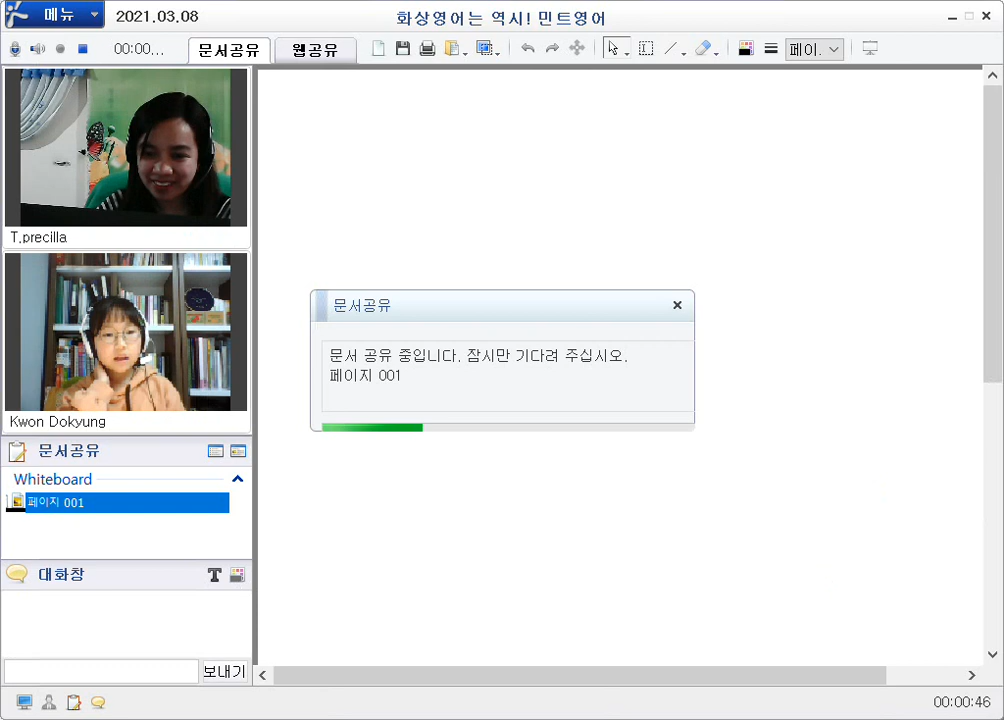 메뉴
2021.03.08
화상영어는 역시! 민트영어
00:00...
문서공유
웹공유
페이.
T.precilla
Kwon Dokyung
문서공유
Whiteboard
페이지 001
대화창
보내기
문서공유
문서 공유 중입니다. 잠시만 기다려 주십시오.
페이지 001
00:00:46